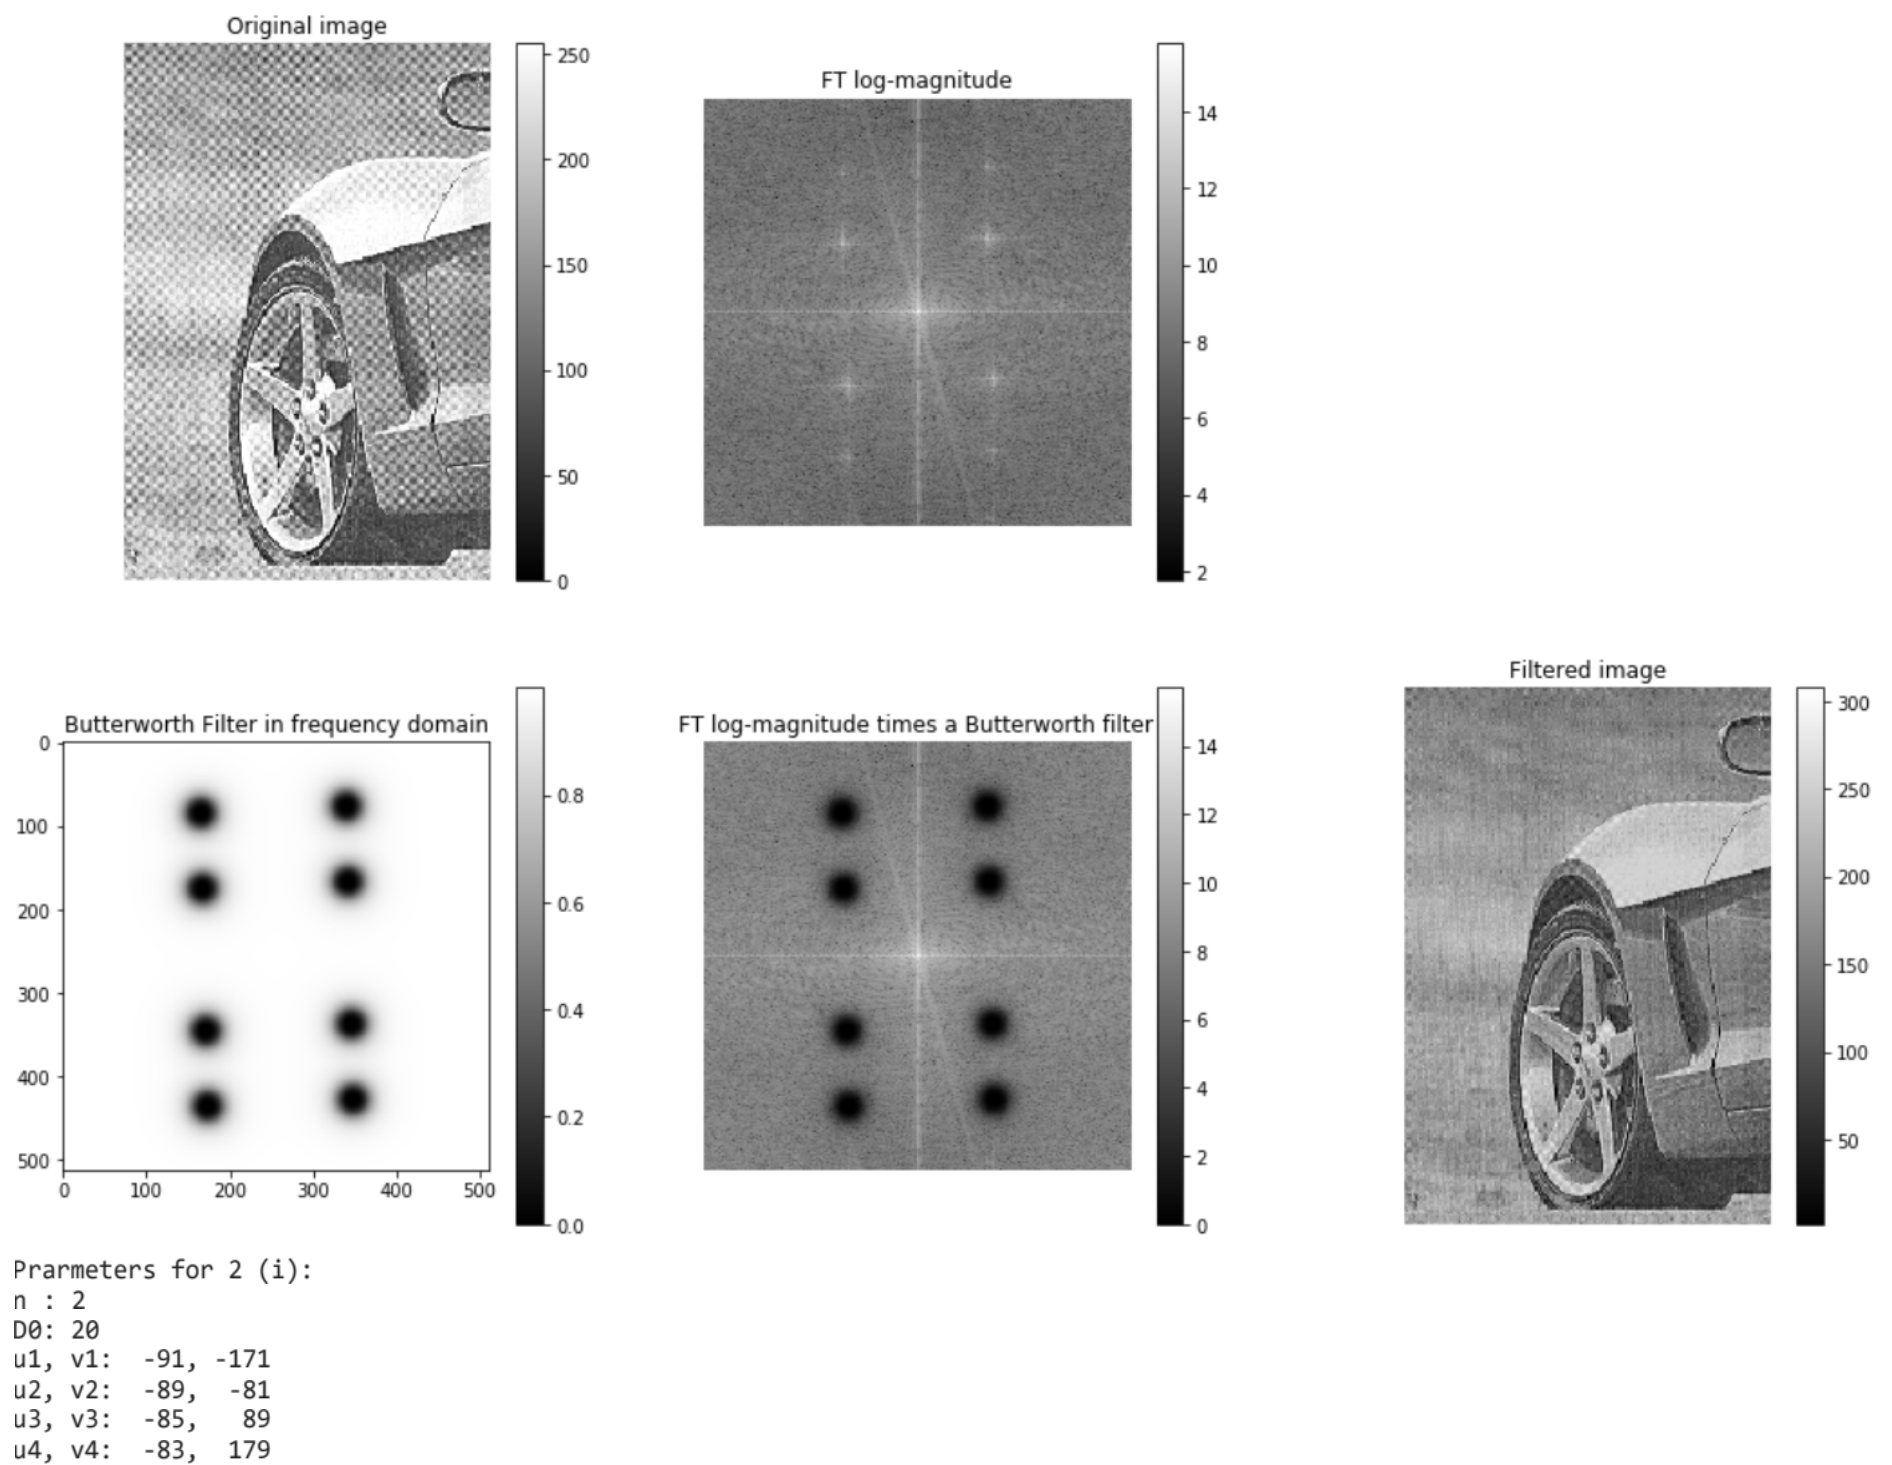 Original image
250
200
150
100
50
0
FT log-magnitude
14
12
10
8
6
4
2
Butterworth Filter in frequency domain
0
100
200
300
400
500
0 100 200 300 400 500
0.8
0.6
0.4
0.2
0.0
FT log-magnitude times a Butterworth filter
14
12
10
8
6
4
2
0
Filtered image
300
250
200
150
100
50
Prarmeters for 2 (i):
n : 2
D0: 20
u1, v1: -91, -171
u2, v2: -89, -81
u3, v3: -85, 89
u4, v4: -83, 179